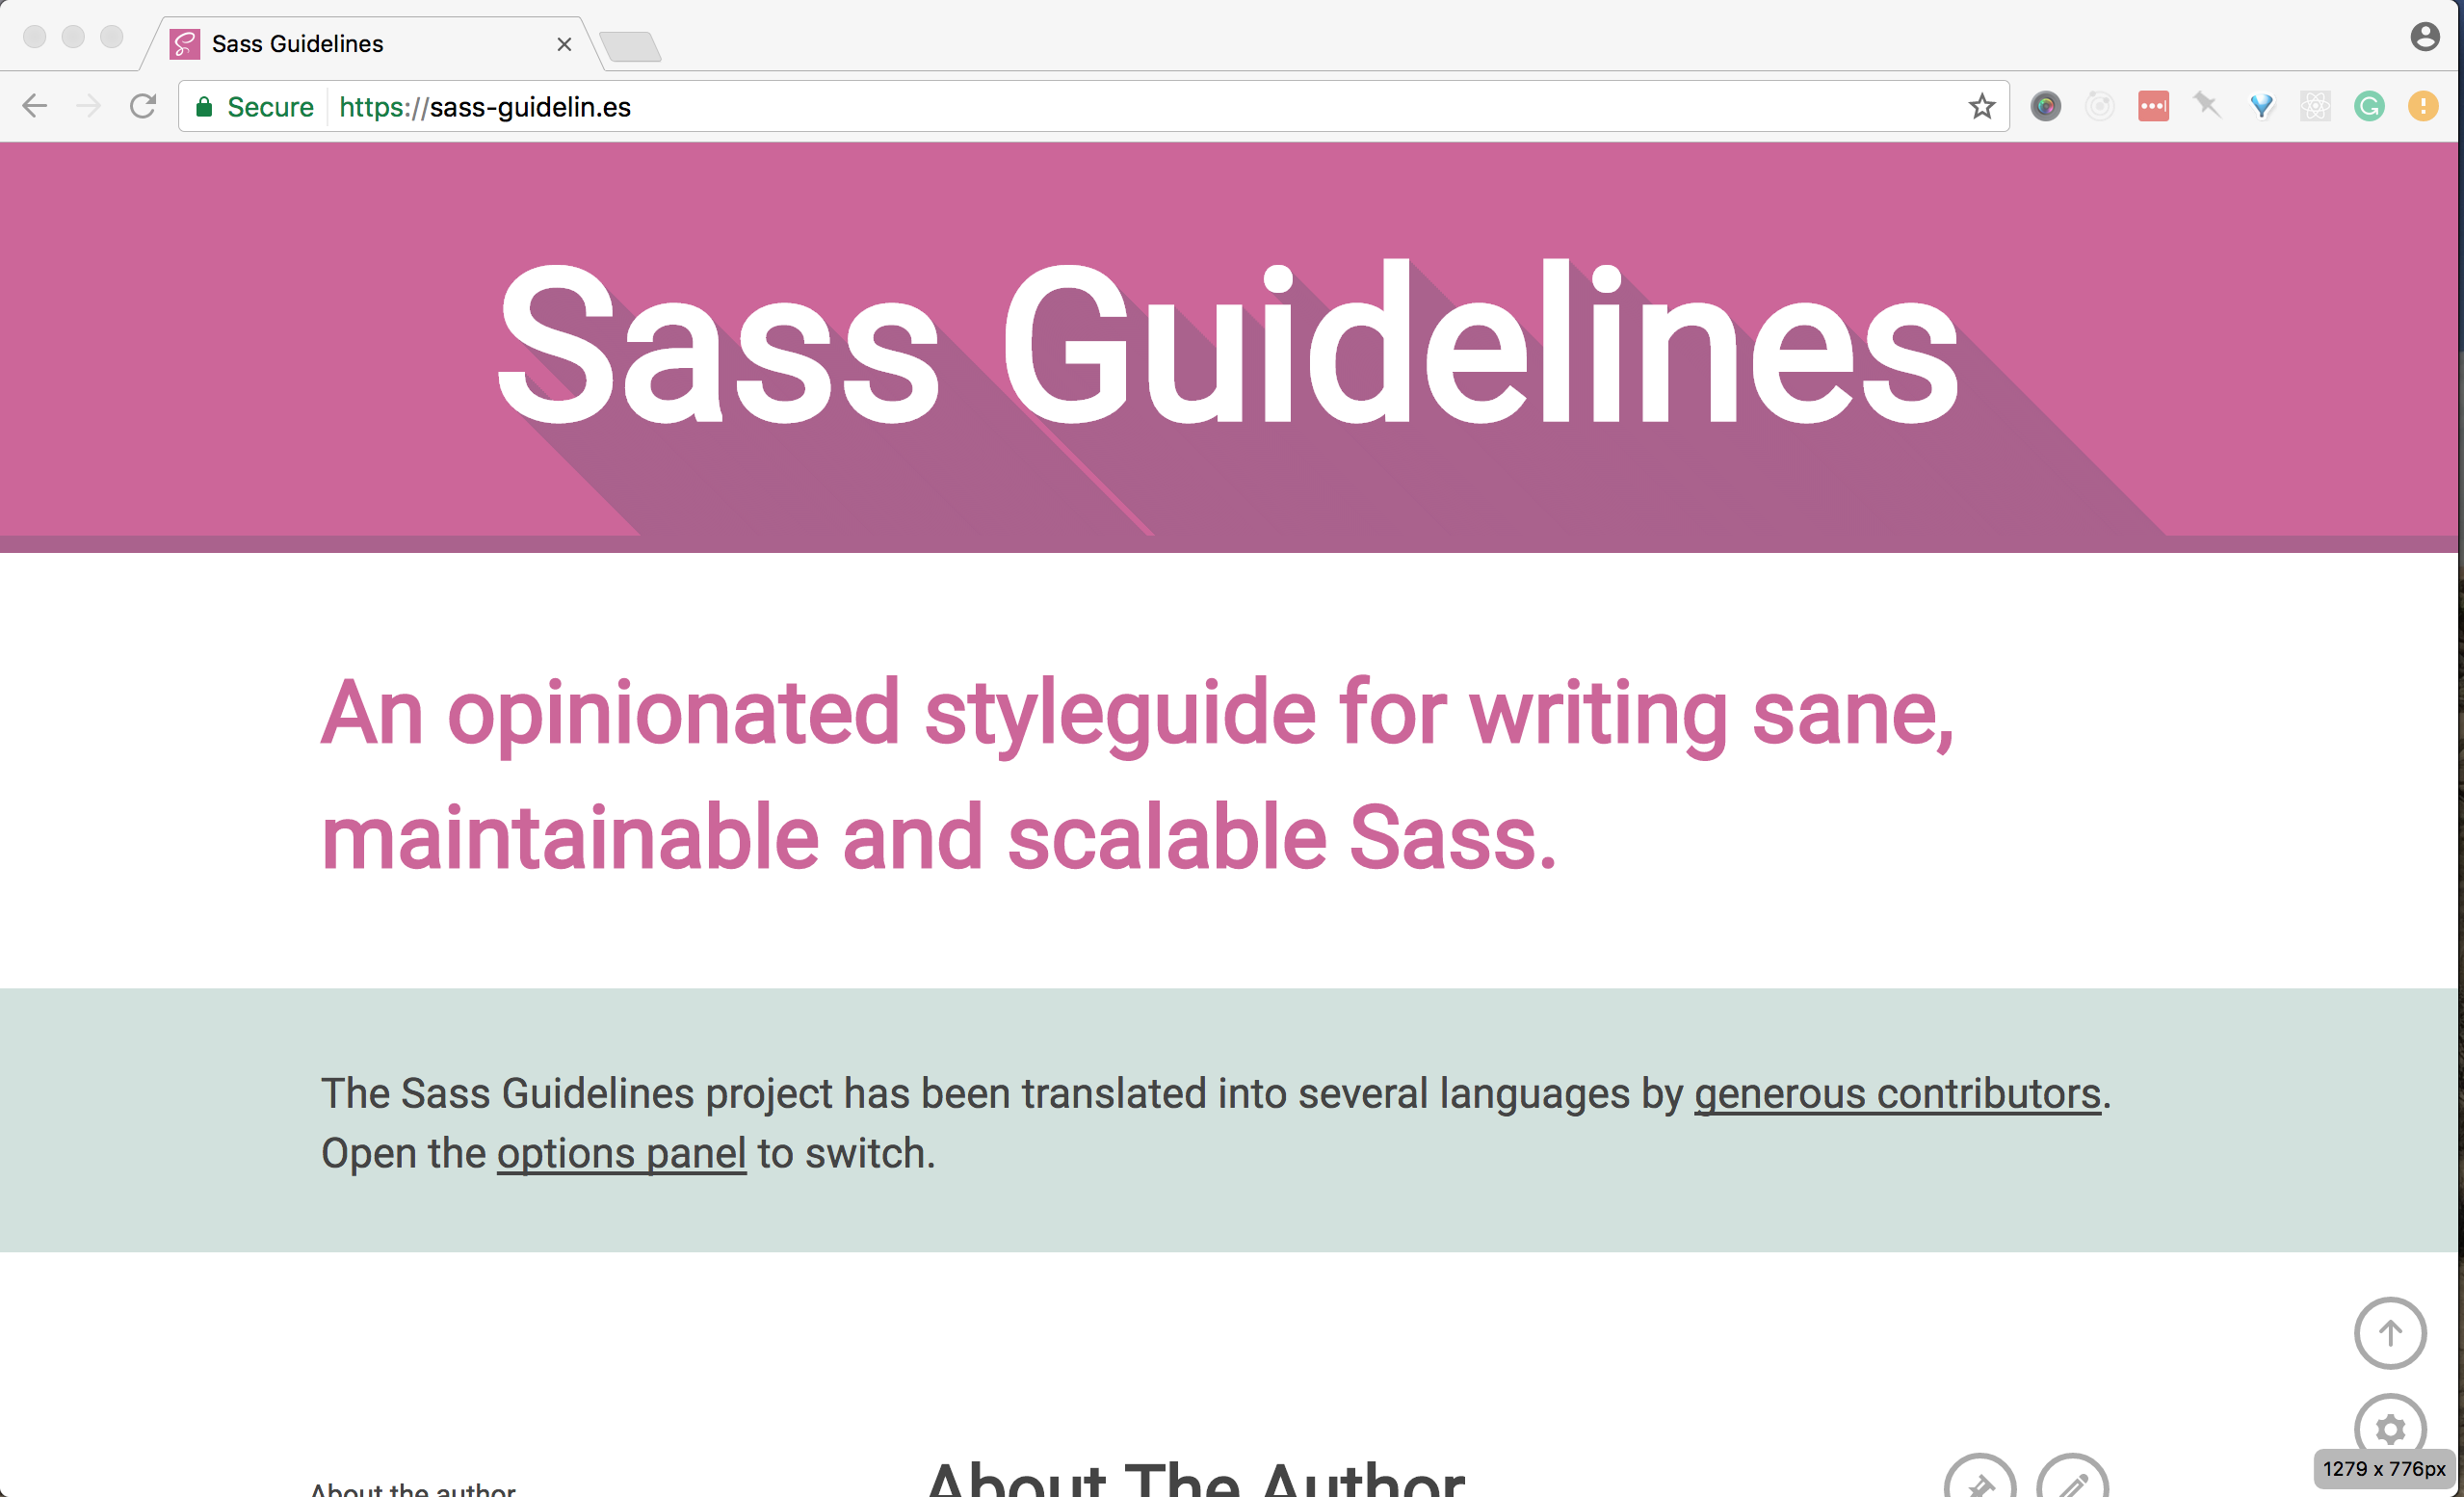 Sass Guidelines
Secure https://sass-guidelin.es
Sass Guidelines
An opinionated styleguide for writing sane,
maintainable and scalable Sass.
The Sass Guidelines project has been translated into several languages by generous contributors.
Open the options panel to switch.
About the author
About The Author
1279 x 776px